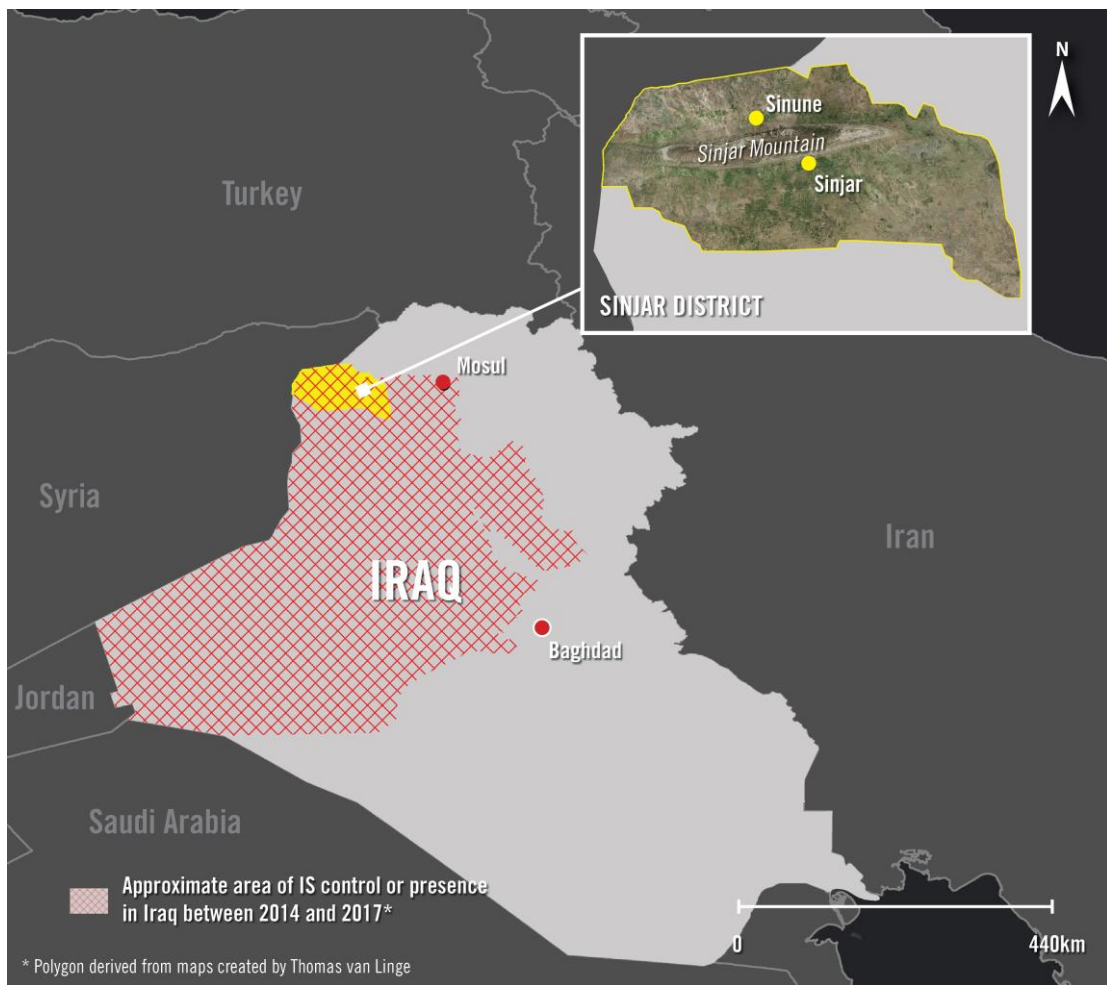 N
Sinune
Sinjar Mountain
Sinjar
SINJAR DISTRICT
Turkey
Mosul
Syria
Iran
IRAQ
Baghdad
Jordan
Saudi Arabia
Approximate area of IS control or presence
in Iraq between 2014 and 2017*
0
440km
* Polygon derived from maps created by Thomas van Linge